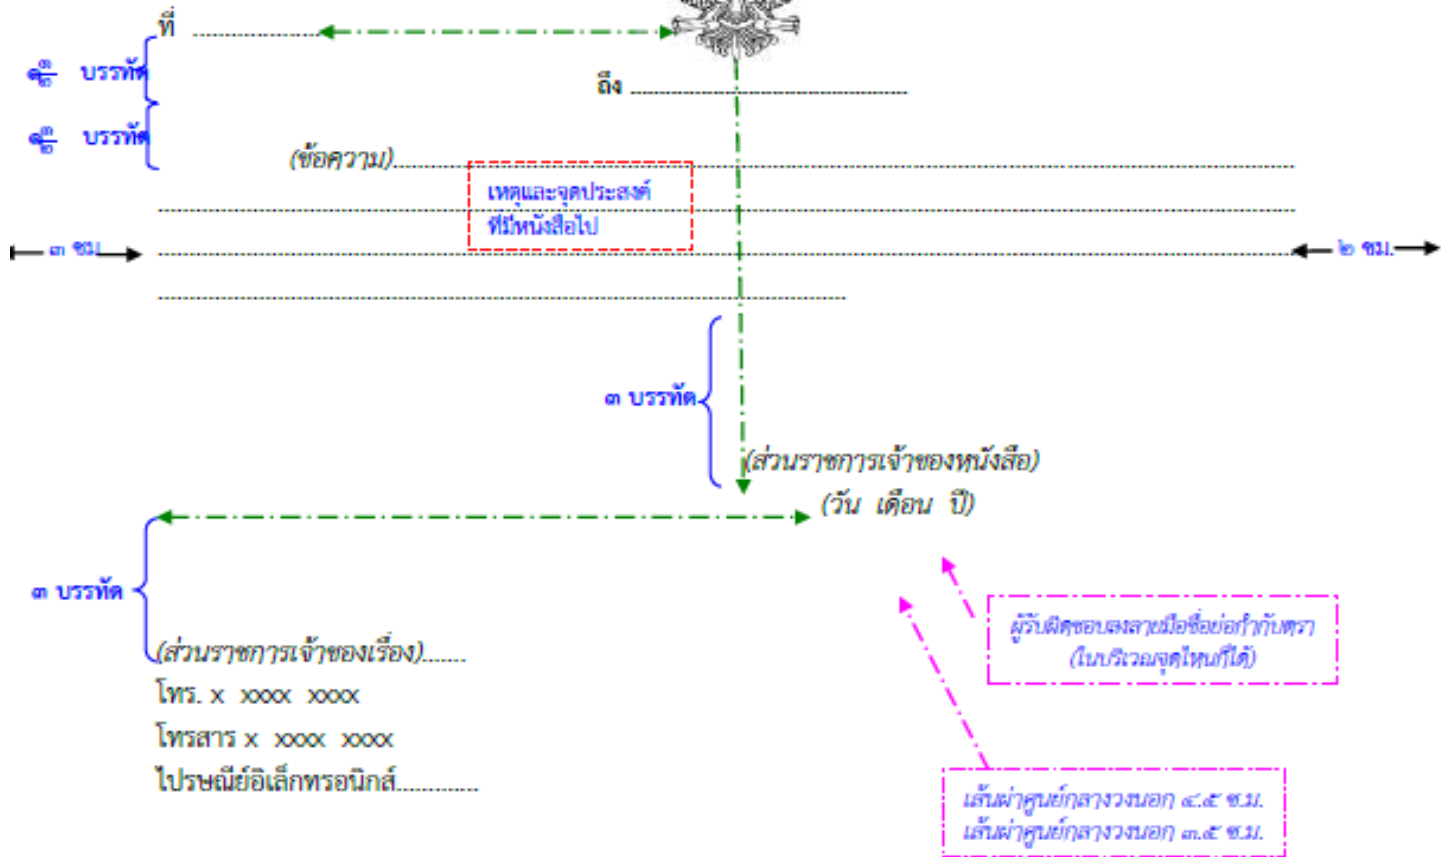 ที่ ........................
๑ ๑/๒ บรรทัด
ถึง ....................................................
๑ ๑/๒ บรรทัด
(ข้อความ)................................................................
เหตุและจุดประสงค์
ที่มีหนังสือไป
๓ ซม.
๒ ซม.
๓ บรรทัด
(ส่วนราชการเจ้าของหนังสือ)
(วัน เดือน ปี)
๓ บรรทัด
ผู้รับผิดชอบลงลายมือชื่อย่อกำกับตรา
(ในบริเวณจุดไหนก็ได้)
(ส่วนราชการเจ้าของเรื่อง)........
โทร. x xxxx xxxx
โทรสาร x xxxx xxxx
ไปรษณีย์อิเล็กทรอนิกส์..............
เส้นผ่าศูนย์กลางวงนอก ๔.๕ ซ.ม.
เส้นผ่าศูนย์กลางวงนอก ๓.๕ ซ.ม.